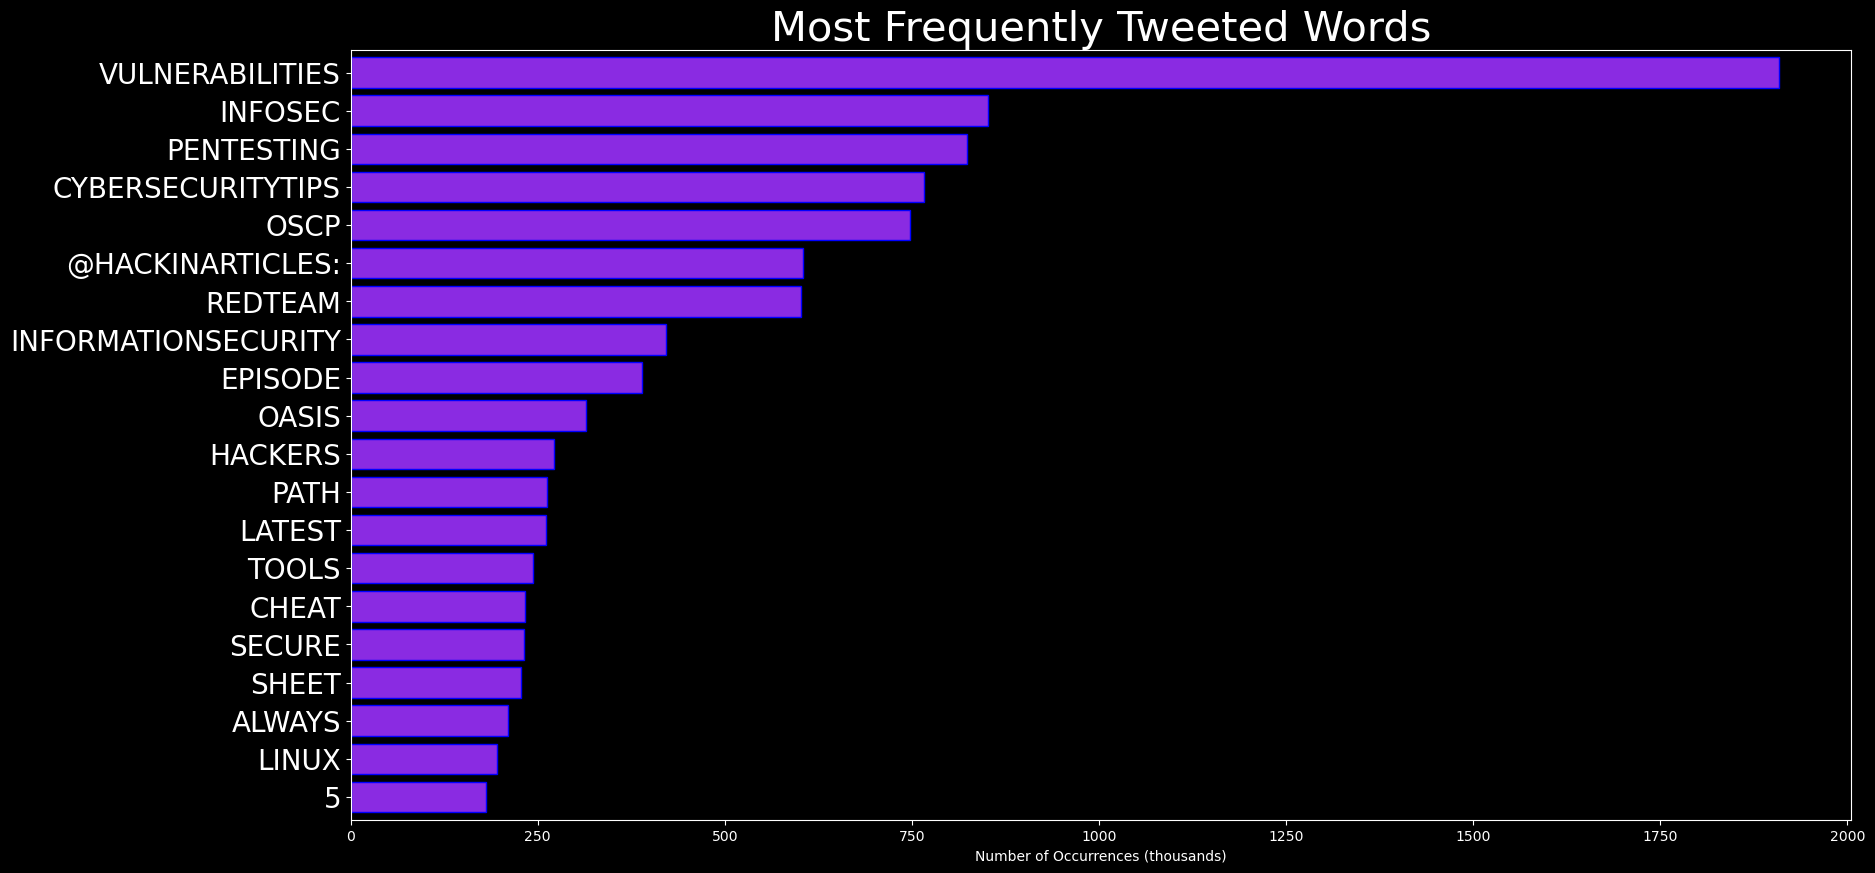 Most Frequently Tweeted Words
VULNERABILITIES
INFOSEC
PENTESTING
CYBERSECURITYTIPS
OSCP
@HACKINARTICLES:
REDTEAM
INFORMATIONSECURITY
EPISODE
OASIS
HACKERS
PATH
LATEST
TOOLS
CHEAT
SECURE
SHEET
ALWAYS
LINUX
5
0 250 500 750 1000 1250 1500 1750 2000
Number of Occurrences (thousands)